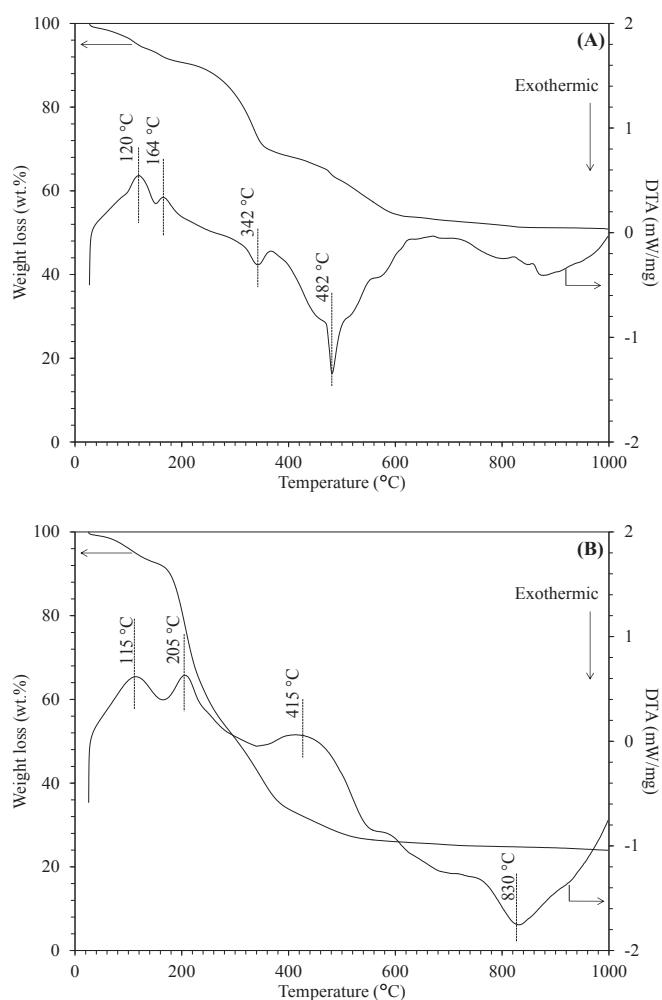 (A)
Exothermic
120 °C
164 °C
342 °C
482 °C
Weight loss (wt.%)
DTA (mW/mg)
100
80
60
40
20
0
2
1
0
-1
-2
0 200 400 600 800 1000
Temperature (°C)
(B)
Exothermic
115 °C
205 °C
415 °C
830 °C
Weight loss (wt.%)
DTA (mW/mg)
100
80
60
40
20
0
2
1
0
-1
-2
0 200 400 600 800 1000
Temperature (°C)